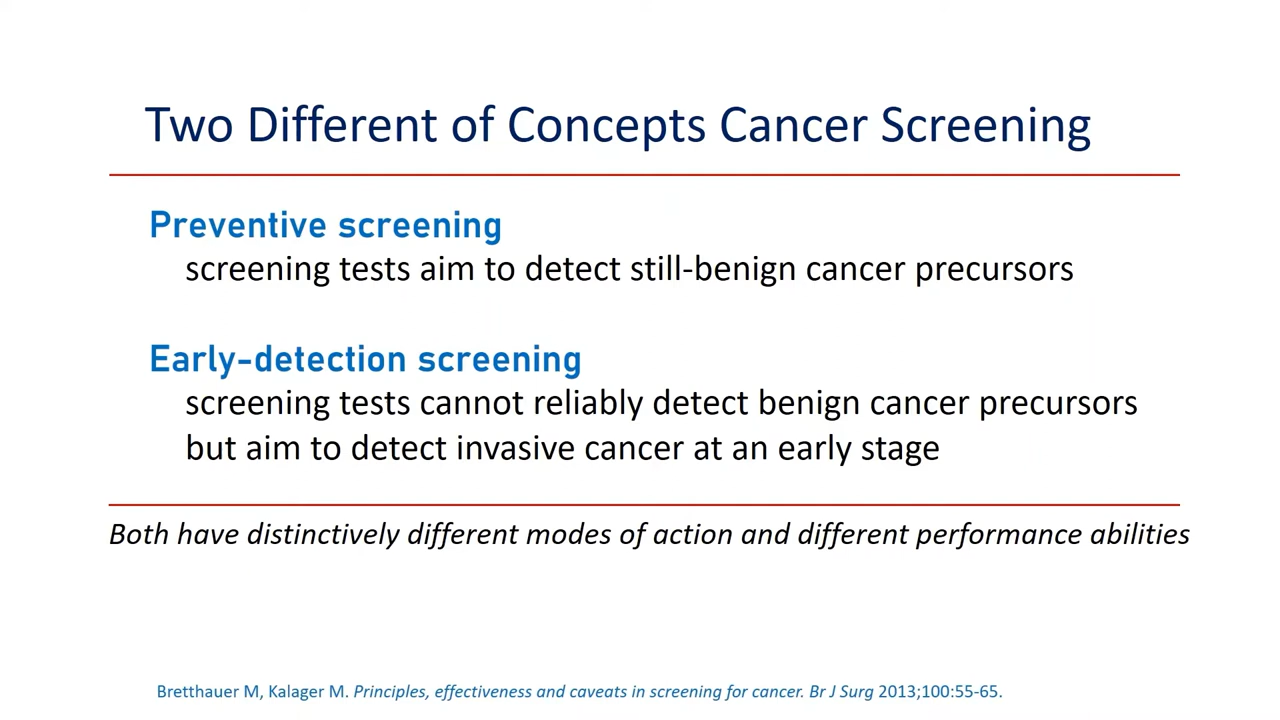 Two Different of Concepts Cancer Screening
Preventive screening
screening tests aim to detect still-benign cancer precursors
Early-detection screening
screening tests cannot reliably detect benign cancer precursors
but aim to detect invasive cancer at an early stage
Both have distinctively different modes of action and different performance abilities
Bretthauer M, Kalager M. Principles, effectiveness and caveats in screening for cancer. Br J Surg 2013;100:55-65.